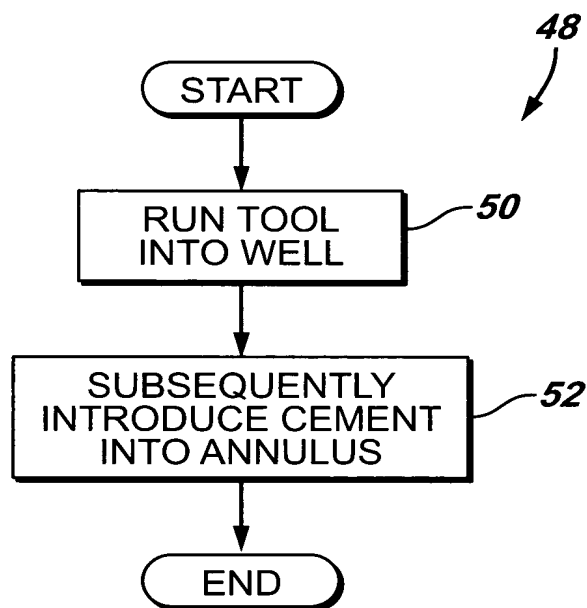 48
START
RUN TOOL
INTO WELL
50
SUBSEQUENTLY
INTRODUCE CEMENT
INTO ANNULUS
52
END